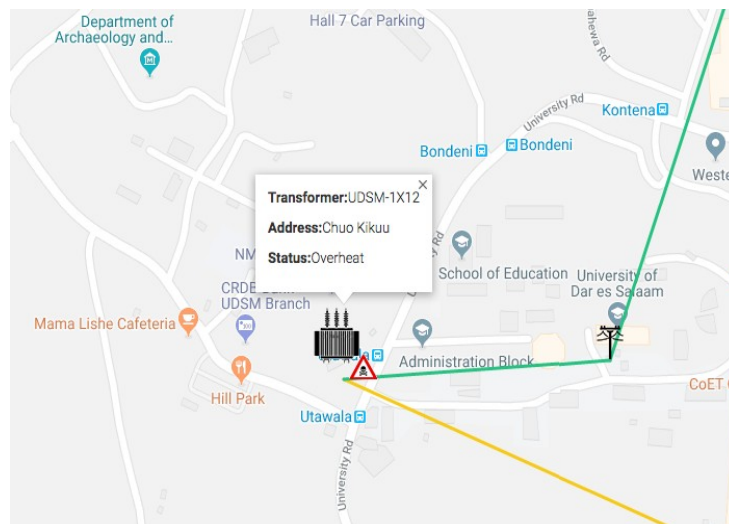 Department of
Archaeology and...
Hall 7 Car Parking
University Rd
Kontena
Bondeni
Bondeni
Weste
×
Transformer:UDSM-1X12
Address:Chuo Kikuu
Status:Overheat
NM
School of Education
University of
Dar es Salaam
CRDB
UDSM Branch
Mama Lishe Cafeteria
Administration Block
CoET
Hill Park
Utawala
University Rd